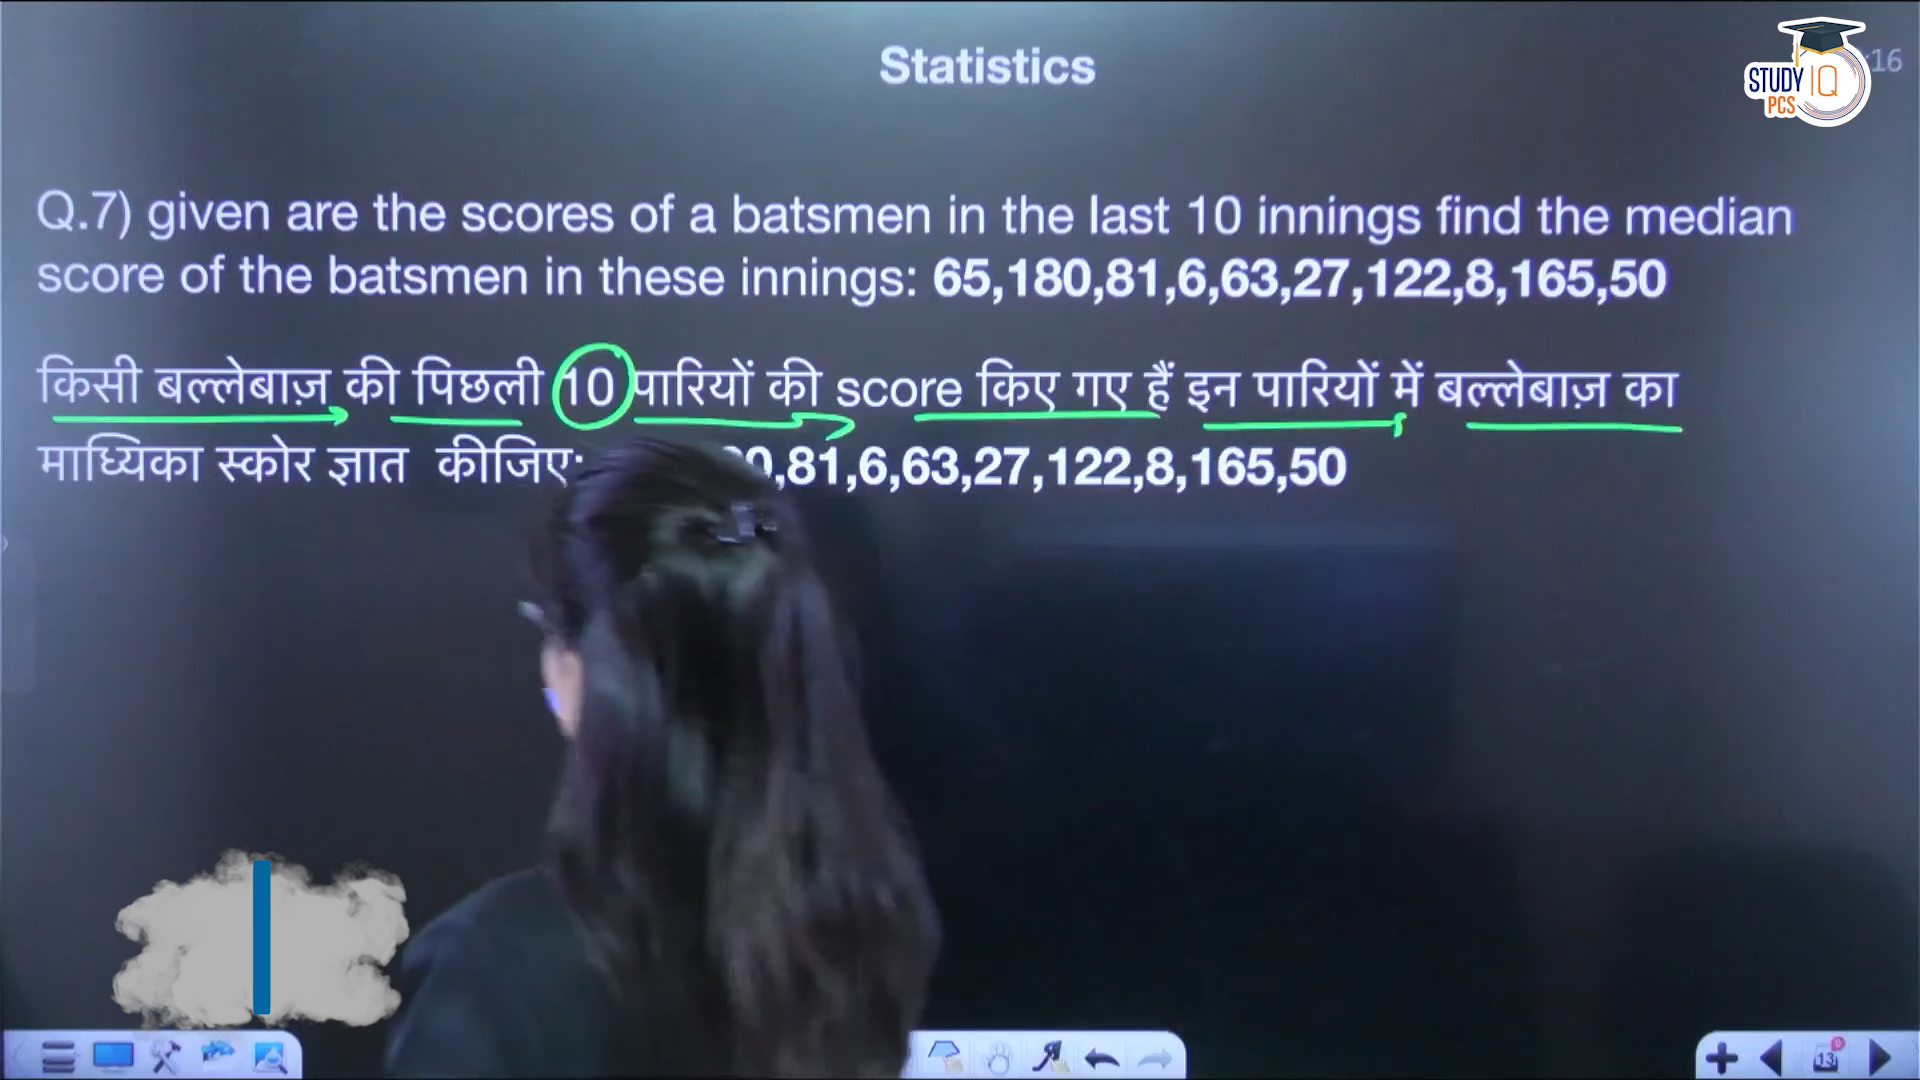 Statistics
:16
STUDY IQ
PCS
Q.7) given are the scores of a batsmen in the last 10 innings find the median
score of the batsmen in these innings: 65,180,81,6,63,27,122,8,165,50
किसी बल्लेबाज़ की पिछली 10 पारियों की score किए गए हैं इन पारियों में बल्लेबाज़ का
माध्यिका स्कोर ज्ञात कीजिए: 0,81,6,63,27,122,8,165,50
13